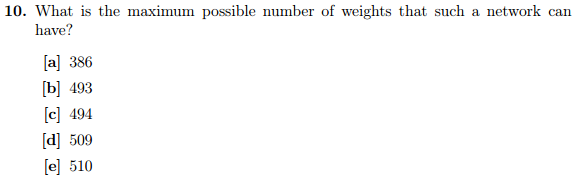 10. What is the maximum possible number of weights that such a network can
have?
[a] 386
[b] 493
[c] 494
[d] 509
[e] 510